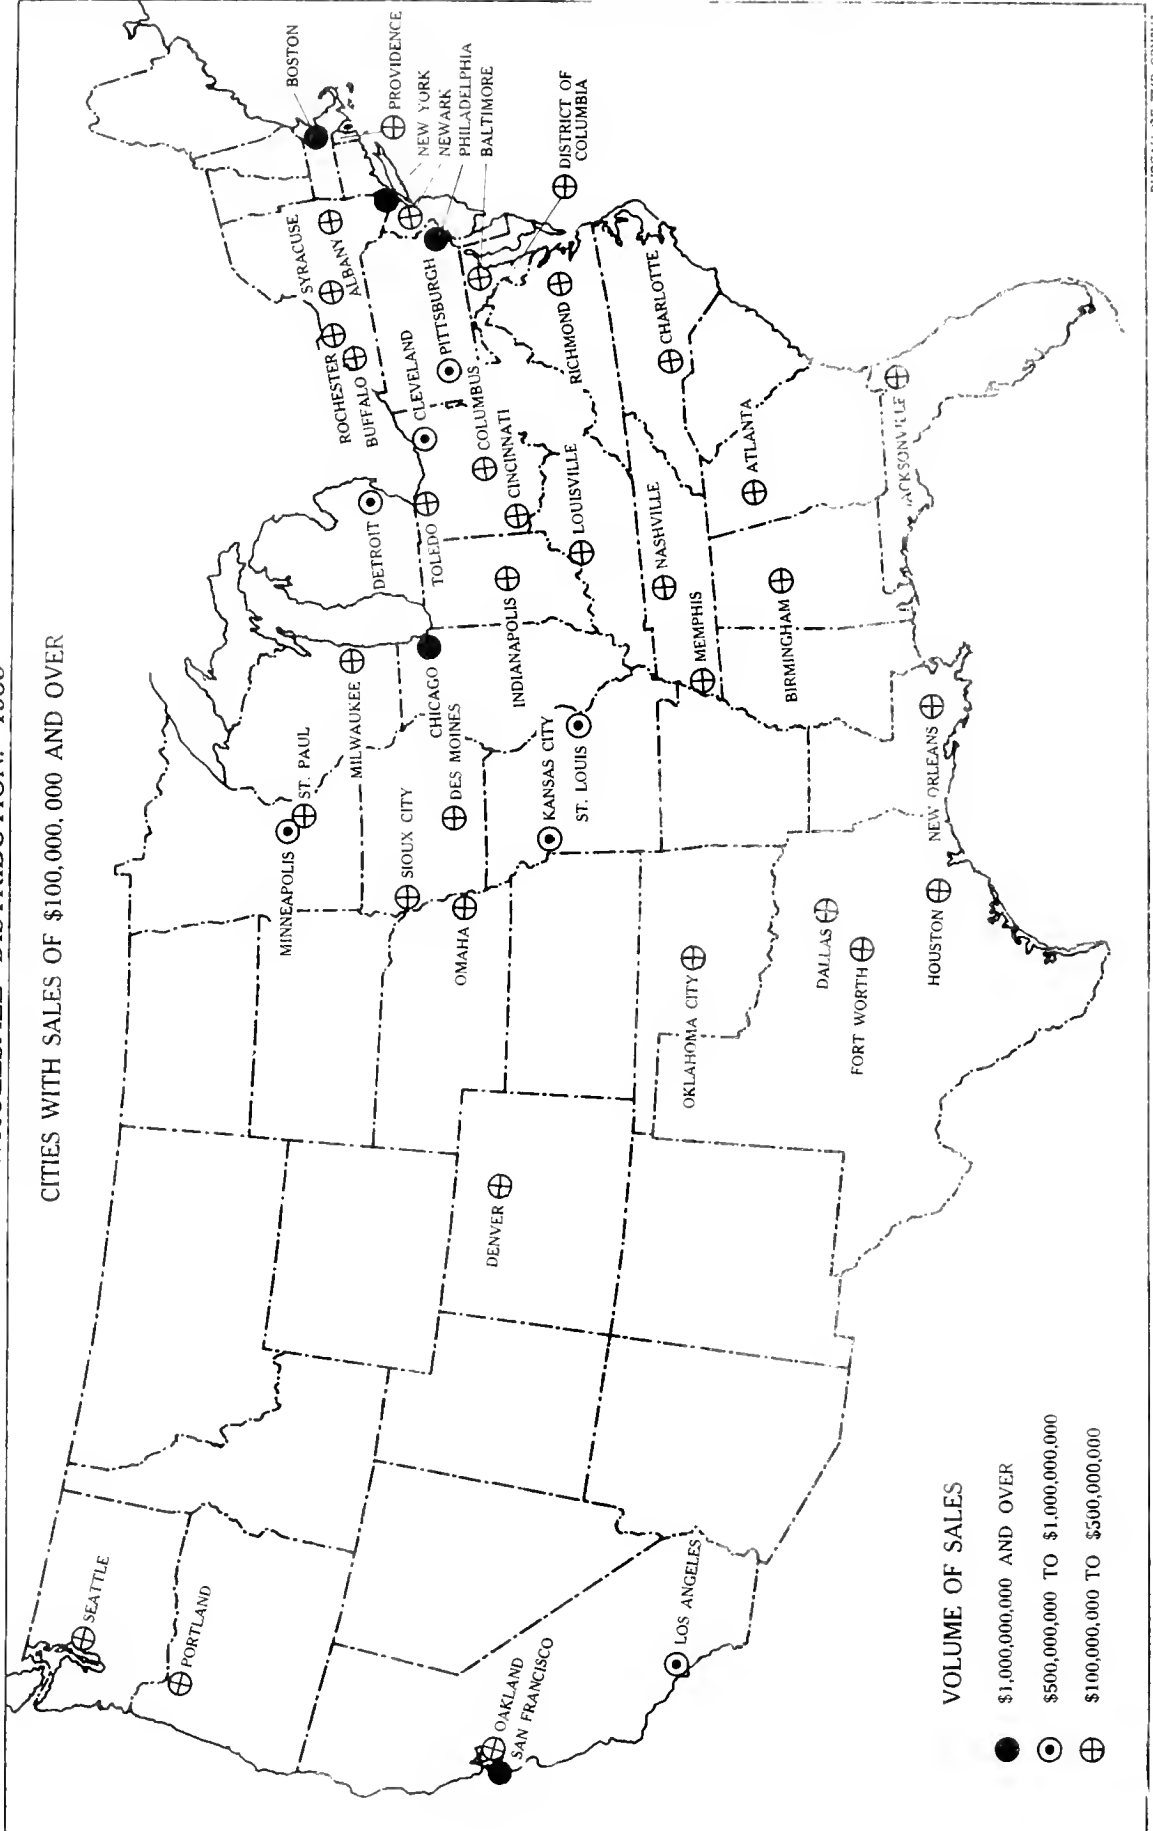 CITIES WITH SALES OF $100,000,000 AND OVER
SEATTLE
PORTLAND
OAKLAND
SAN FRANCISCO
LOS ANGELES
DENVER
OKLAHOMA CITY
DALLAS
FORT WORTH
HOUSTON
NEW ORLEANS
MINNEAPOLIS
ST. PAUL
SIOUX CITY
OMAHA
DES MOINES
KANSAS CITY
ST. LOUIS
MILWAUKEE
CHICAGO
INDIANAPOLIS
DETROIT
TOLEDO
CLEVELAND
COLUMBUS
CINCINNATI
LOUISVILLE
NASHVILLE
MEMPHIS
BIRMINGHAM
ATLANTA
JACKSONVILLE
CHARLOTTE
RICHMOND
PITTSBURGH
ROCHESTER
BUFFALO
SYRACUSE
ALBANY
BOSTON
PROVIDENCE
NEW YORK
NEWARK
PHILADELPHIA
BALTIMORE
DISTRICT OF
COLUMBIA
VOLUME OF SALES
$1,000,000,000 AND OVER
$500,000,000 TO $1,000,000,000
$100,000,000 TO $500,000,000